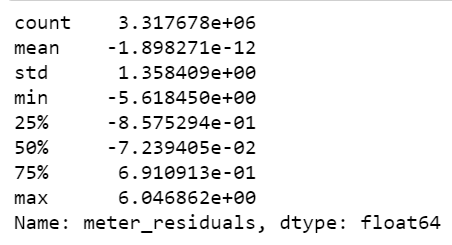 count    3.317678e+06
mean    -1.898271e-12
std      1.358409e+00
min     -5.618450e+00
25%     -8.575294e-01
50%     -7.239405e-02
75%      6.910913e-01
max      6.046862e+00
Name: meter_residuals, dtype: float64